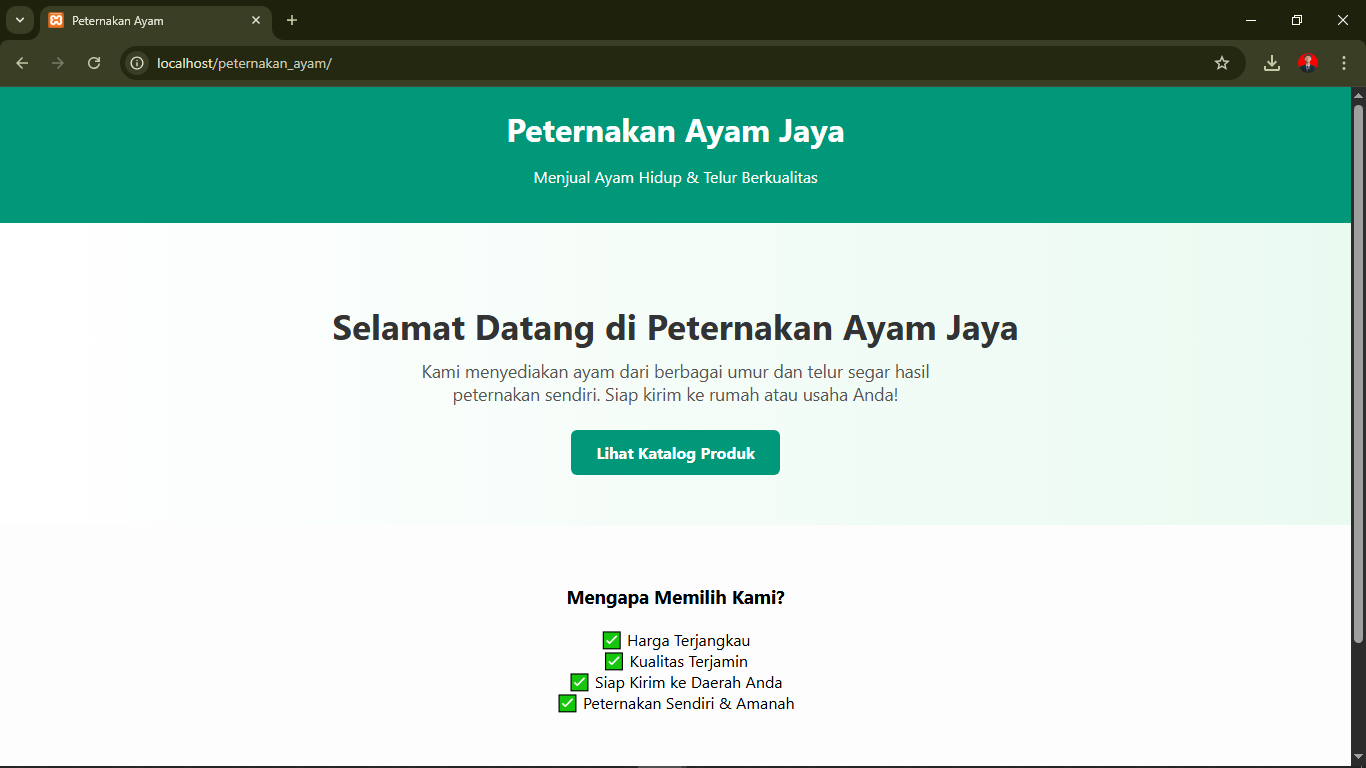 Peternakan Ayam
localhost/peternakan_ayam/
Peternakan Ayam Jaya
Menjual Ayam Hidup & Telur Berkualitas
Selamat Datang di Peternakan Ayam Jaya
Kami menyediakan ayam dari berbagai umur dan telur segar hasil
peternakan sendiri. Siap kirim ke rumah atau usaha Anda!
Lihat Katalog Produk
Mengapa Memilih Kami?
✅ Harga Terjangkau
✅ Kualitas Terjamin
✅ Siap Kirim ke Daerah Anda
✅ Peternakan Sendiri & Amanah